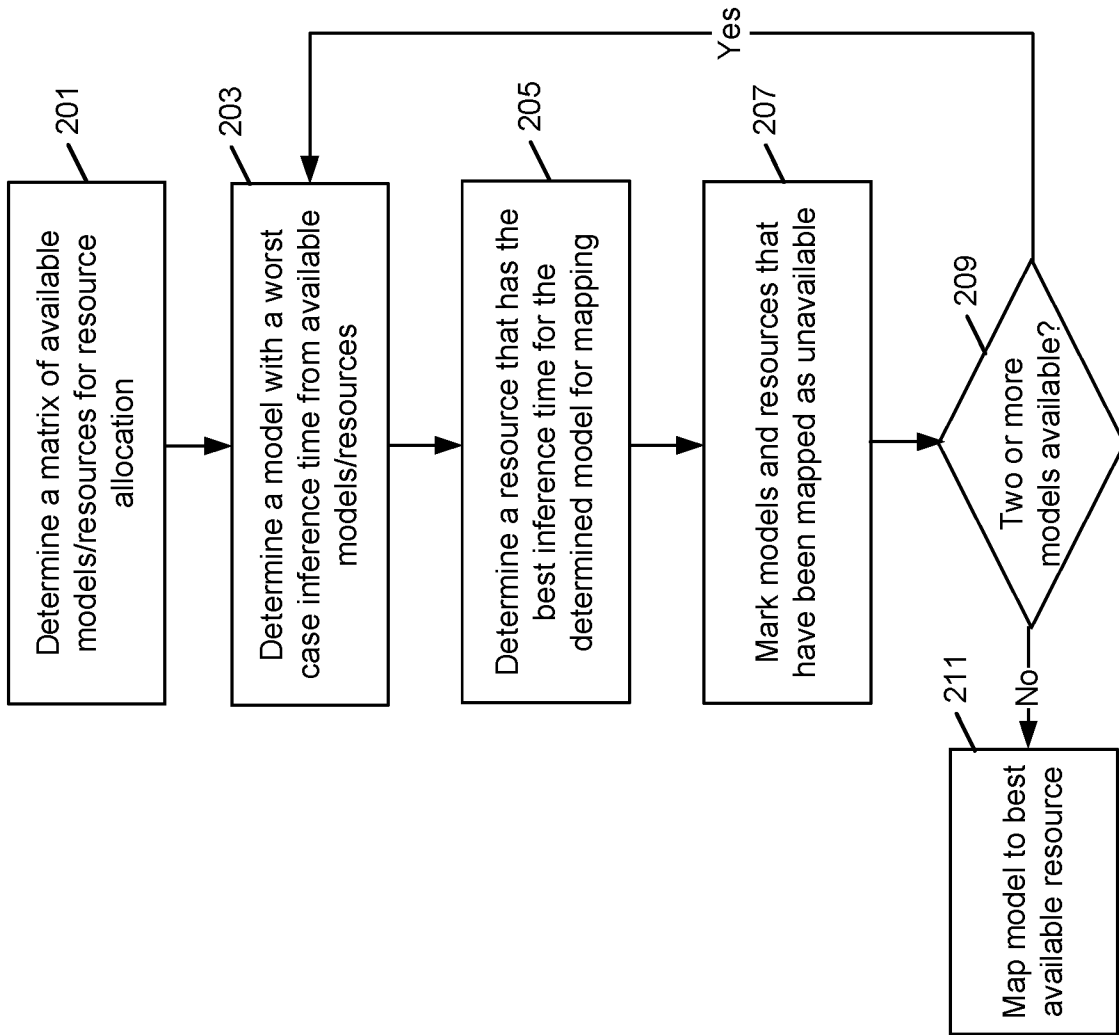 201
Determine a matrix of available
models/resources for resource
allocation
203
Determine a model with a worst
case inference time from available
models/resources
205
Determine a resource that has the
best inference time for the
determined model for mapping
207
Mark models and resources that
have been mapped as unavailable
209
Two or more
models available?
Yes
No
211
Map model to best
available resource